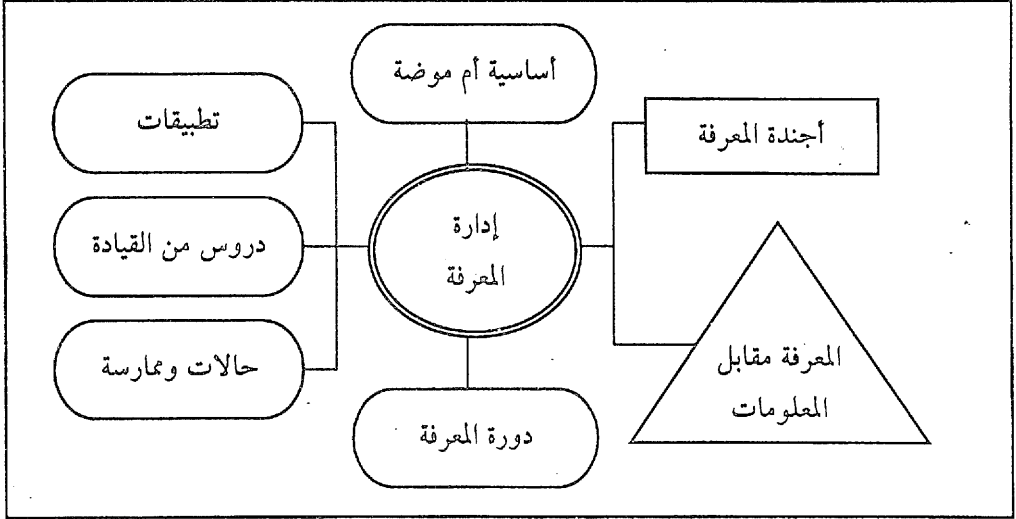 أساسية أم موضة
أجندة المعرفة
تطبيقات
إدارة
المعرفة
دروس من القيادة
المعرفة مقابل
المعلومات
حالات وممارسة
دورة المعرفة